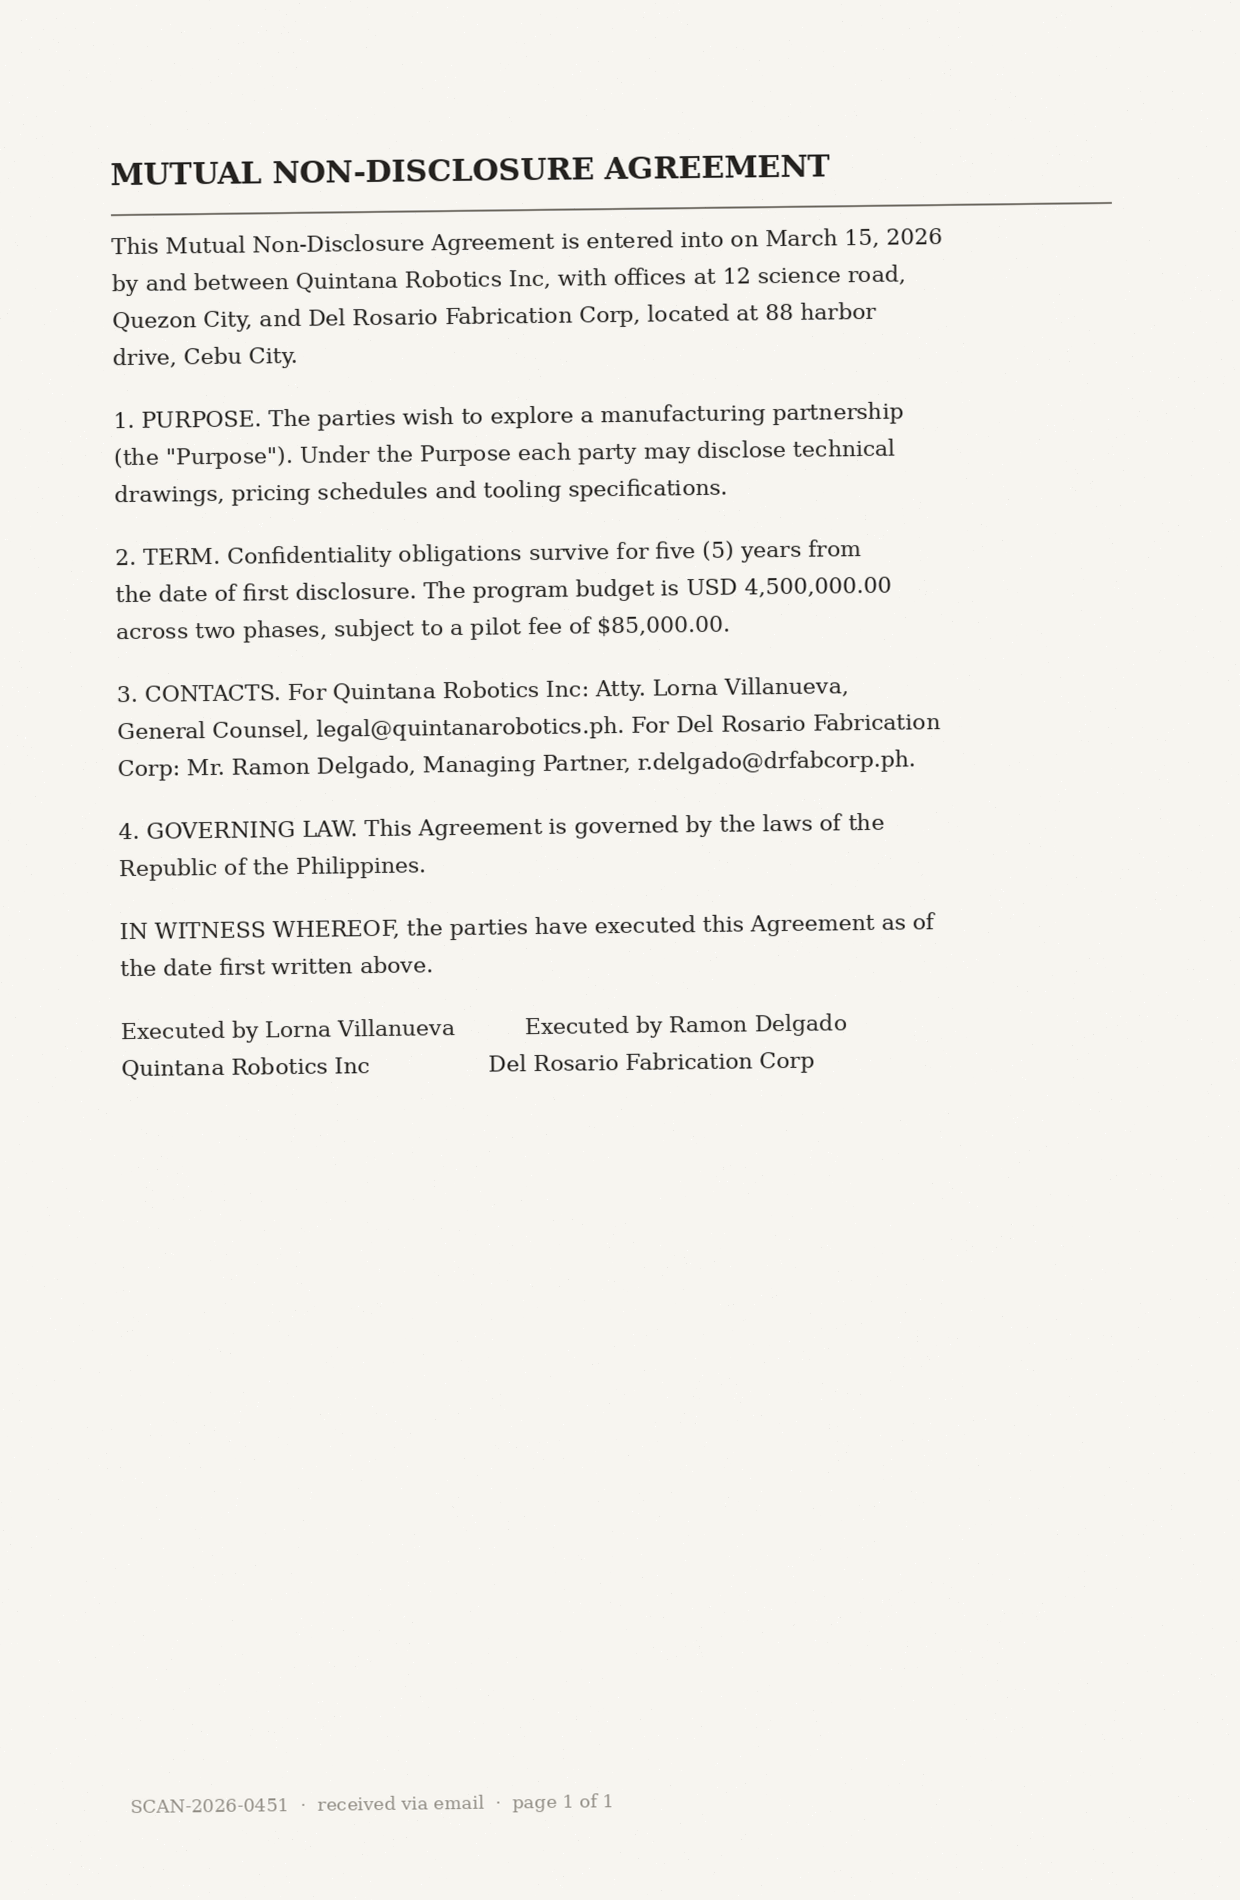 MUTUAL NON-DISCLOSURE AGREEMENT
This Mutual Non-Disclosure Agreement is entered into on March 15, 2026
by and between Quintana Robotics Inc, with offices at 12 science road,
Quezon City, and Del Rosario Fabrication Corp, located at 88 harbor
drive, Cebu City.
1. PURPOSE. The parties wish to explore a manufacturing partnership
(the "Purpose"). Under the Purpose each party may disclose technical
drawings, pricing schedules and tooling specifications.
2. TERM. Confidentiality obligations survive for five (5) years from
the date of first disclosure. The program budget is USD 4,500,000.00
across two phases, subject to a pilot fee of $85,000.00.
3. CONTACTS. For Quintana Robotics Inc: Atty. Lorna Villanueva,
General Counsel, legal@quintanarobotics.ph. For Del Rosario Fabrication
Corp: Mr. Ramon Delgado, Managing Partner, r.delgado@drfabcorp.ph.
4. GOVERNING LAW. This Agreement is governed by the laws of the
Republic of the Philippines.
IN WITNESS WHEREOF, the parties have executed this Agreement as of
the date first written above.
Executed by Lorna Villanueva Executed by Ramon Delgado
Quintana Robotics Inc Del Rosario Fabrication Corp
SCAN-2026-0451 · received via email · page 1 of 1